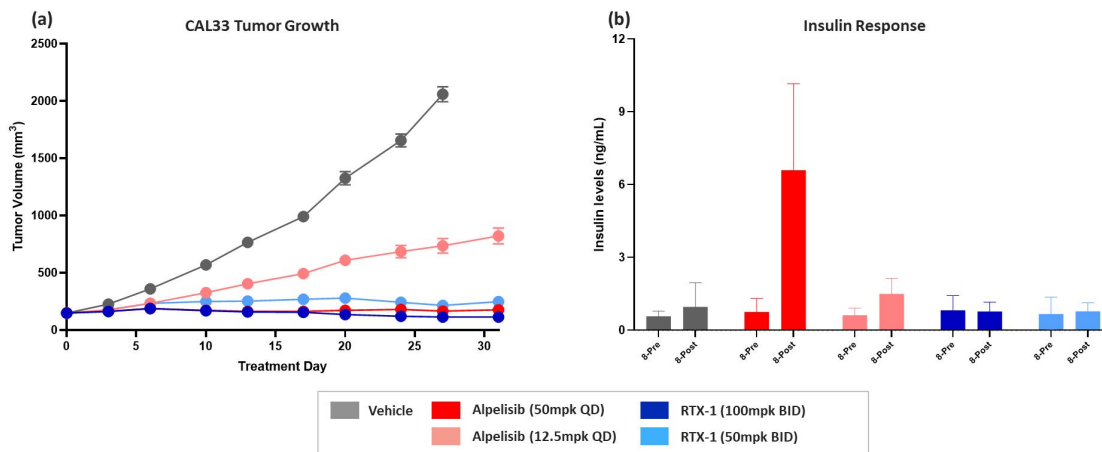 (a)
CAL33 Tumor Growth
2500
2000
1500
1000
500
0
Tumor Volume (mm3)
0
10
20
30
Treatment Day
(b)
Insulin Response
12
9
6
3
0
Insulin levels (ng/mL)
8-Pre
8-Post
8-Pre
8-Post
8-Pre
8-Post
8-Pre
8-Post
8-Pre
8-Post
Vehicle
Alpelisib (50mpk QD)
RTX-1 (100mpk BID)
Alpelisib (12.5mpk QD)
RTX-1 (50mpk BID)